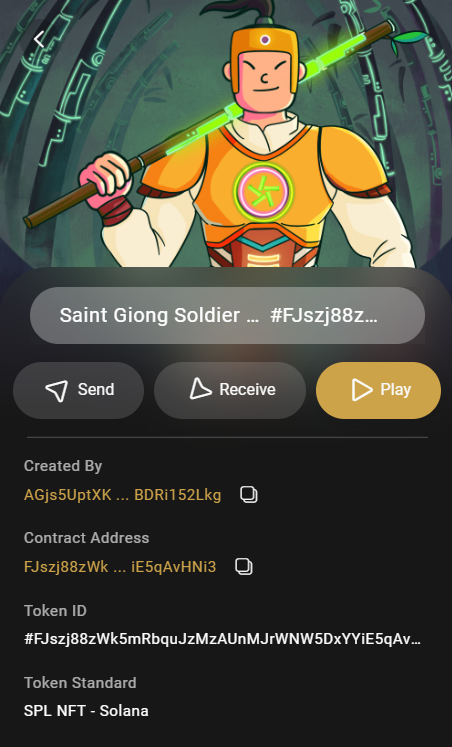 Saint Giong Soldier ... #FJszj88z...
Send Receive Play
Created By
AGjs5UptXK ... BDRi152Lkg
Contract Address
FJszj88zWk ... iE5qAvHNi3
Token ID
#FJszj88zWk5mRbquJzMzAUnMJrWNW5DxYYiE5qAv...
Token Standard
SPL NFT - Solana